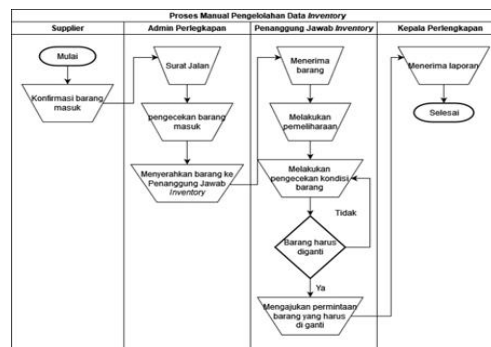 Proses Manual Pengelolahan Data Inventory
Supplier
Admin Perlegkapan
Penanggung Jawab Inventory
Kepala Perlengkapan
Mulai
Konfirmasi barang
masuk
Surat Jalan
pengecekan barang
masuk
Menyerahkan barang ke
Penanggung Jawab
Inventory
Menerima
barang
Melakukan
pemeliharaan
Melakukan
pengecekan kondisi
barang
Tidak
Barang harus
diganti
Ya
Mengajukan permintaan
barang yang harus
di ganti
Menerima laporan
Selesai